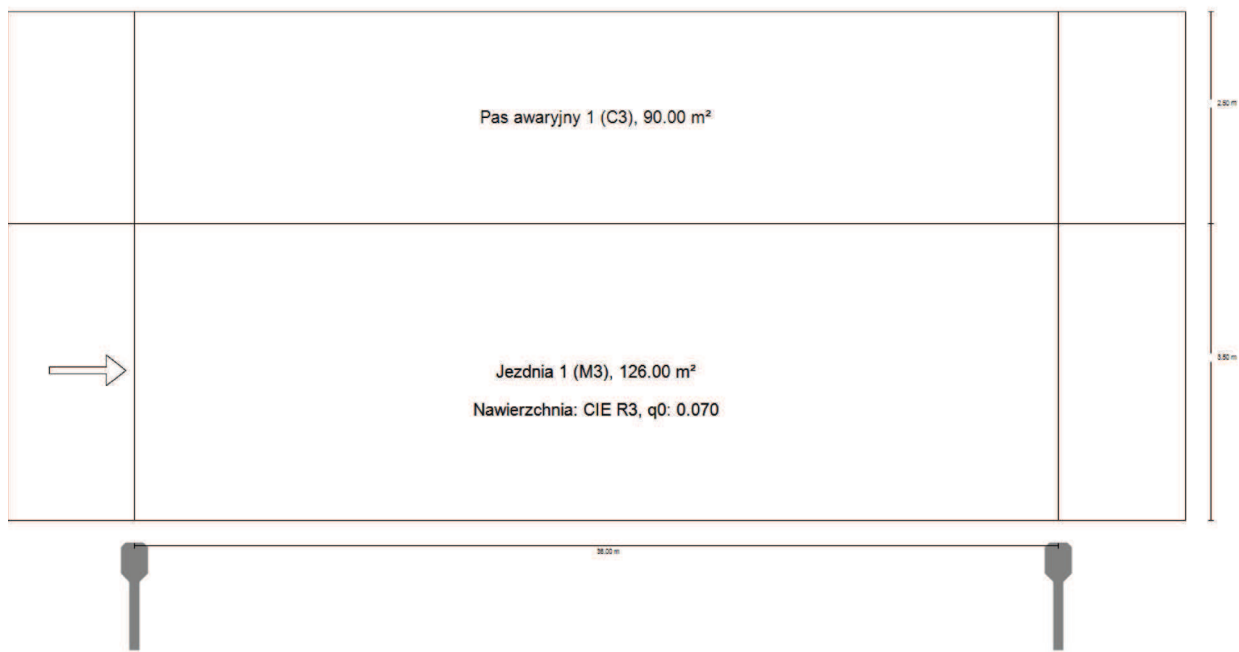 Pas awaryjny 1 (C3), 90.00 m²
2.50 m
Jezdnia 1 (M3), 126.00 m²
3.50 m
Nawierzchnia: CIE R3, q0: 0.070
36.00 m